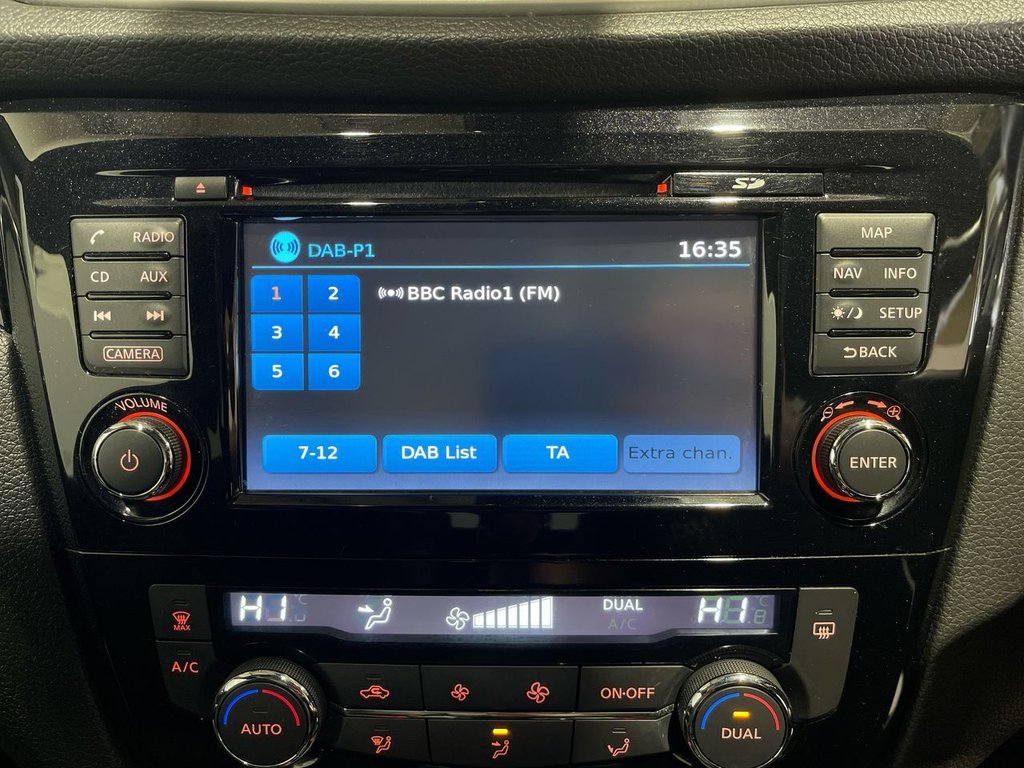 SD
RADIO
CD AUX
CAMERA
VOLUME
DAB-P1 16:35
1 2 BBC Radio1 (FM)
3 4
5 6
7-12 DAB List TA Extra chan.
MAP
NAV INFO
SETUP
BACK
ENTER
HI DUAL HI
A/C
MAX
A/C
AUTO
ON·OFF
DUAL